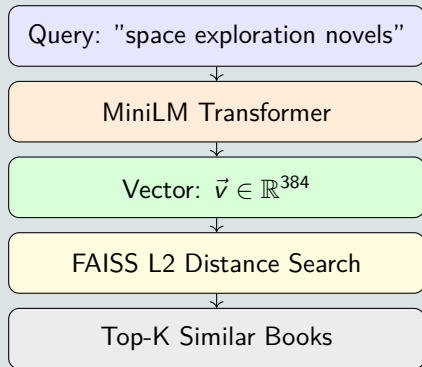 Query: ”space exploration novels”
MiniLM Transformer
Vector: v⃗ ∈ ℝ³⁸⁴
FAISS L2 Distance Search
Top-K Similar Books